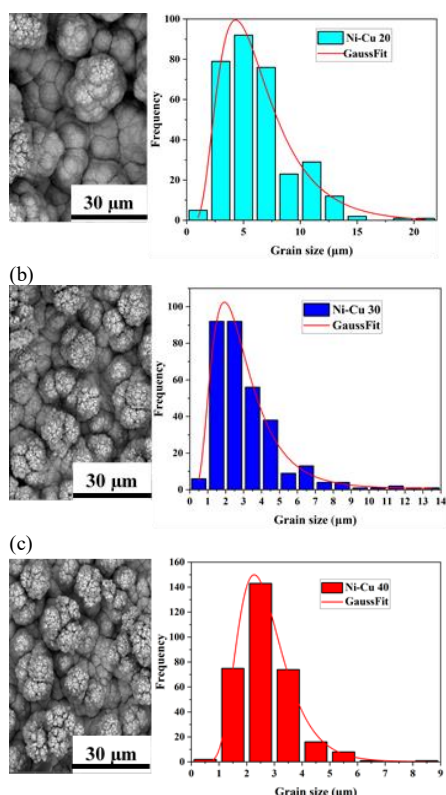 30 µm
100
80
60
40
20
0
Frequency
Ni-Cu 20
GaussFit
0 5 10 15 20
Grain size (µm)
(b)
30 µm
100
80
60
40
20
0
Frequency
Ni-Cu 30
GaussFit
0 1 2 3 4 5 6 7 8 9 10 11 12 13 14
Grain size (µm)
(c)
30 µm
160
140
120
100
80
60
40
20
0
Frequency
Ni-Cu 40
GaussFit
0 1 2 3 4 5 6 7 8 9
Grain size (µm)